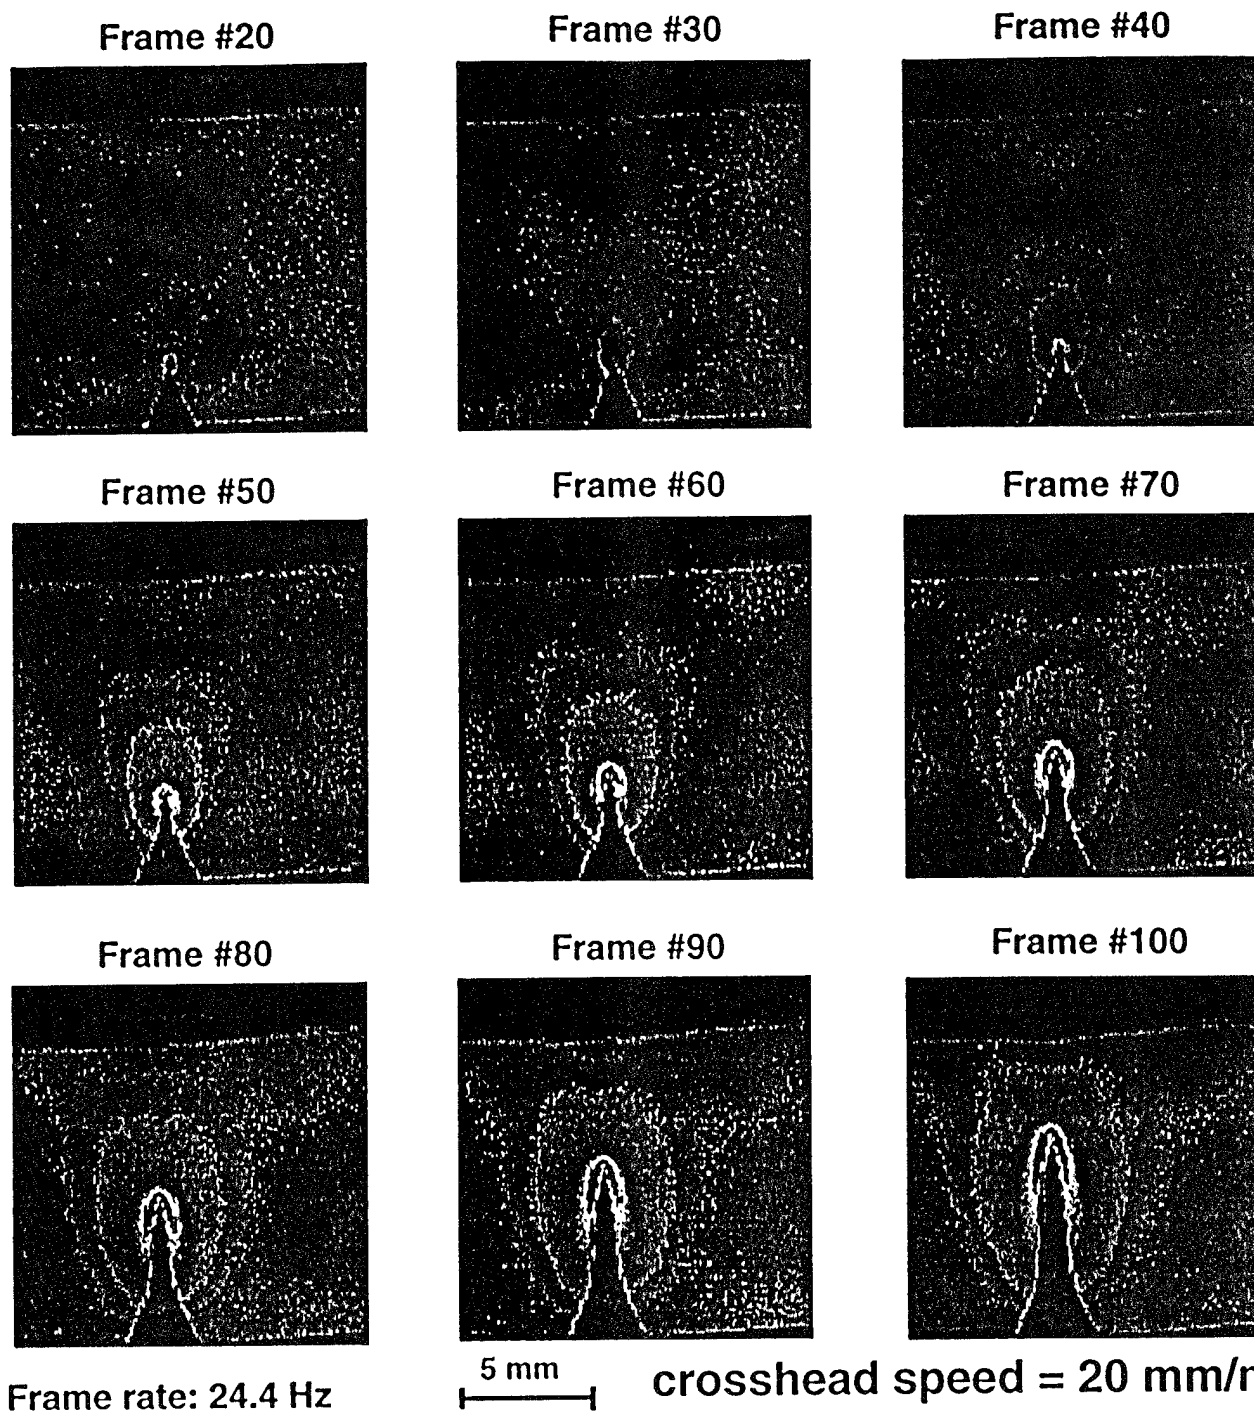 Frame #20 Frame #30 Frame #40
Frame #50 Frame #60 Frame #70
Frame #80 Frame #90 Frame #100
5 mm
Frame rate: 24.4 Hz crosshead speed = 20 mm/